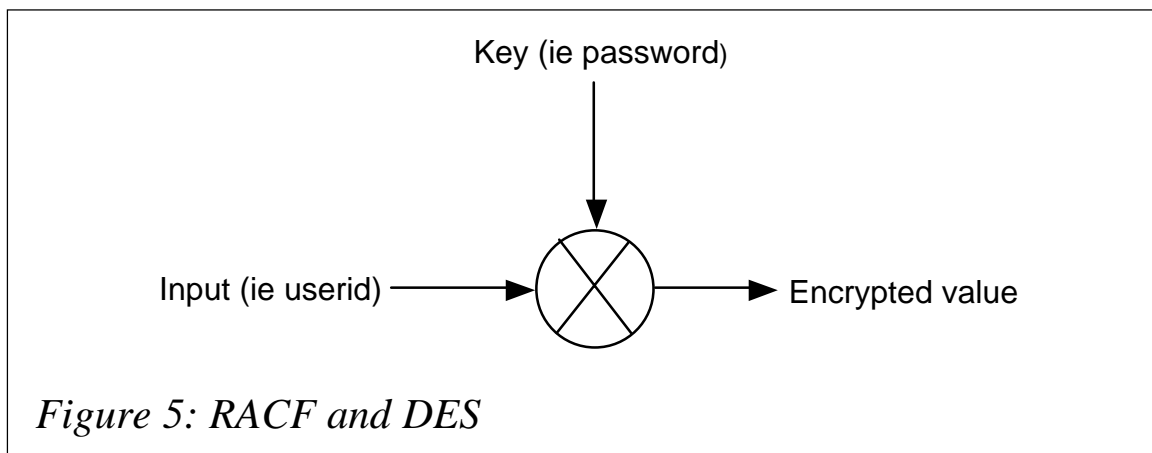 Key (ie password)
Input (ie userid)
Encrypted value
Figure 5: RACF and DES